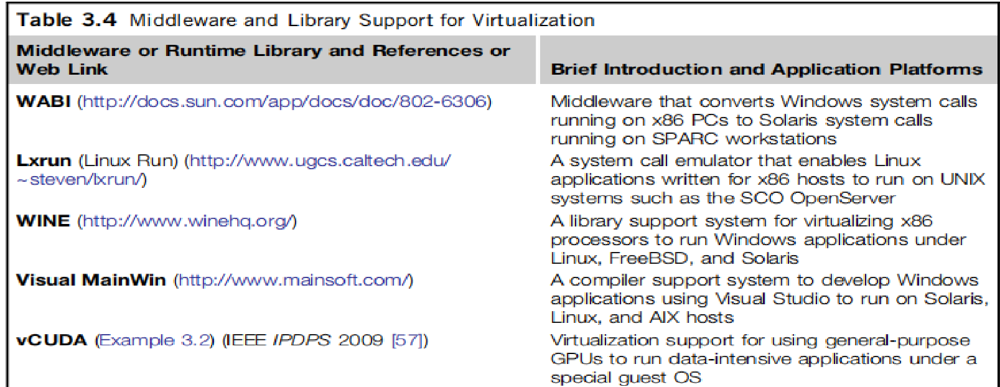 Table 3.4 Middleware and Library Support for Virtualization
Middleware or Runtime Library and References or
Web Link
Brief Introduction and Application Platforms
WABI (http://docs.sun.com/app/docs/doc/802-6306)
Middleware that converts Windows system calls
running on x86 PCs to Solaris system calls
running on SPARC workstations
Lxrun (Linux Run) (http://www.ugcs.caltech.edu/
~steven/lxrun/)
A system call emulator that enables Linux
applications written for x86 hosts to run on UNIX
systems such as the SCO OpenServer
WINE (http://www.winehq.org/)
A library support system for virtualizing x86
processors to run Windows applications under
Linux, FreeBSD, and Solaris
Visual MainWin (http://www.mainsoft.com/)
A compiler support system to develop Windows
applications using Visual Studio to run on Solaris,
Linux, and AIX hosts
vCUDA (Example 3.2) (IEEE IPDPS 2009 [57])
Virtualization support for using general-purpose
GPUs to run data-intensive applications under a
special guest OS